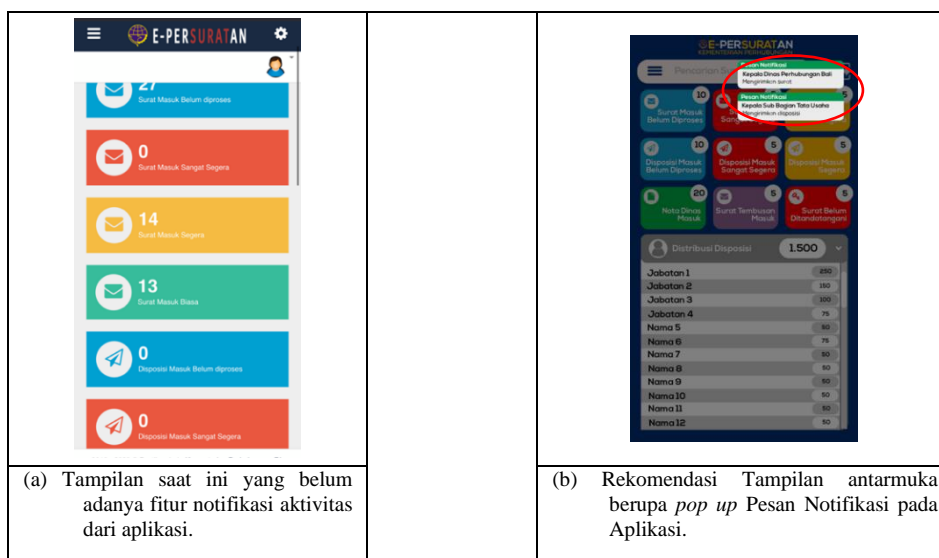 E-PERSURATAN
27
Surat Masuk Belum diproses
0
Surat Masuk Sangat Segera
14
Surat Masuk Segera
13
Surat Masuk Biasa
0
Disposisi Masuk Belum diproses
0
Disposisi Masuk Sangat Segera
(a) Tampilan saat ini yang belum
adanya fitur notifikasi aktivitas
dari aplikasi.
E-PERSURATAN
KEMENTERIAN PERHUBUNGAN
Pencarian
Pesan Notifikasi
Kepala Dinas Perhubungan Bali
Mengirimkan surat
Pesan Notifikasi
Kepala Sub Bagian Tata Usaha
Mengirimkan disposisi
10
Surat Masuk
Belum Diproses
10
Disposisi Masuk
Belum Diproses
5
Disposisi Masuk
Sangat Segera
5
Disposisi Masuk
Segera
20
Nota Dinas
Masuk
5
Surat Tembusan
Masuk
5
Surat Belum
Ditandatangani
Distribusi Disposisi 1.500
Jabatan 1 250
Jabatan 2 150
Jabatan 3 100
Jabatan 4 75
Nama 5 50
Nama 6 75
Nama 7 50
Nama 8 50
Nama 9 50
Nama 10 50
Nama 11 50
Nama 12 50
(b) Rekomendasi Tampilan antarmuka
berupa pop up Pesan Notifikasi pada
Aplikasi.